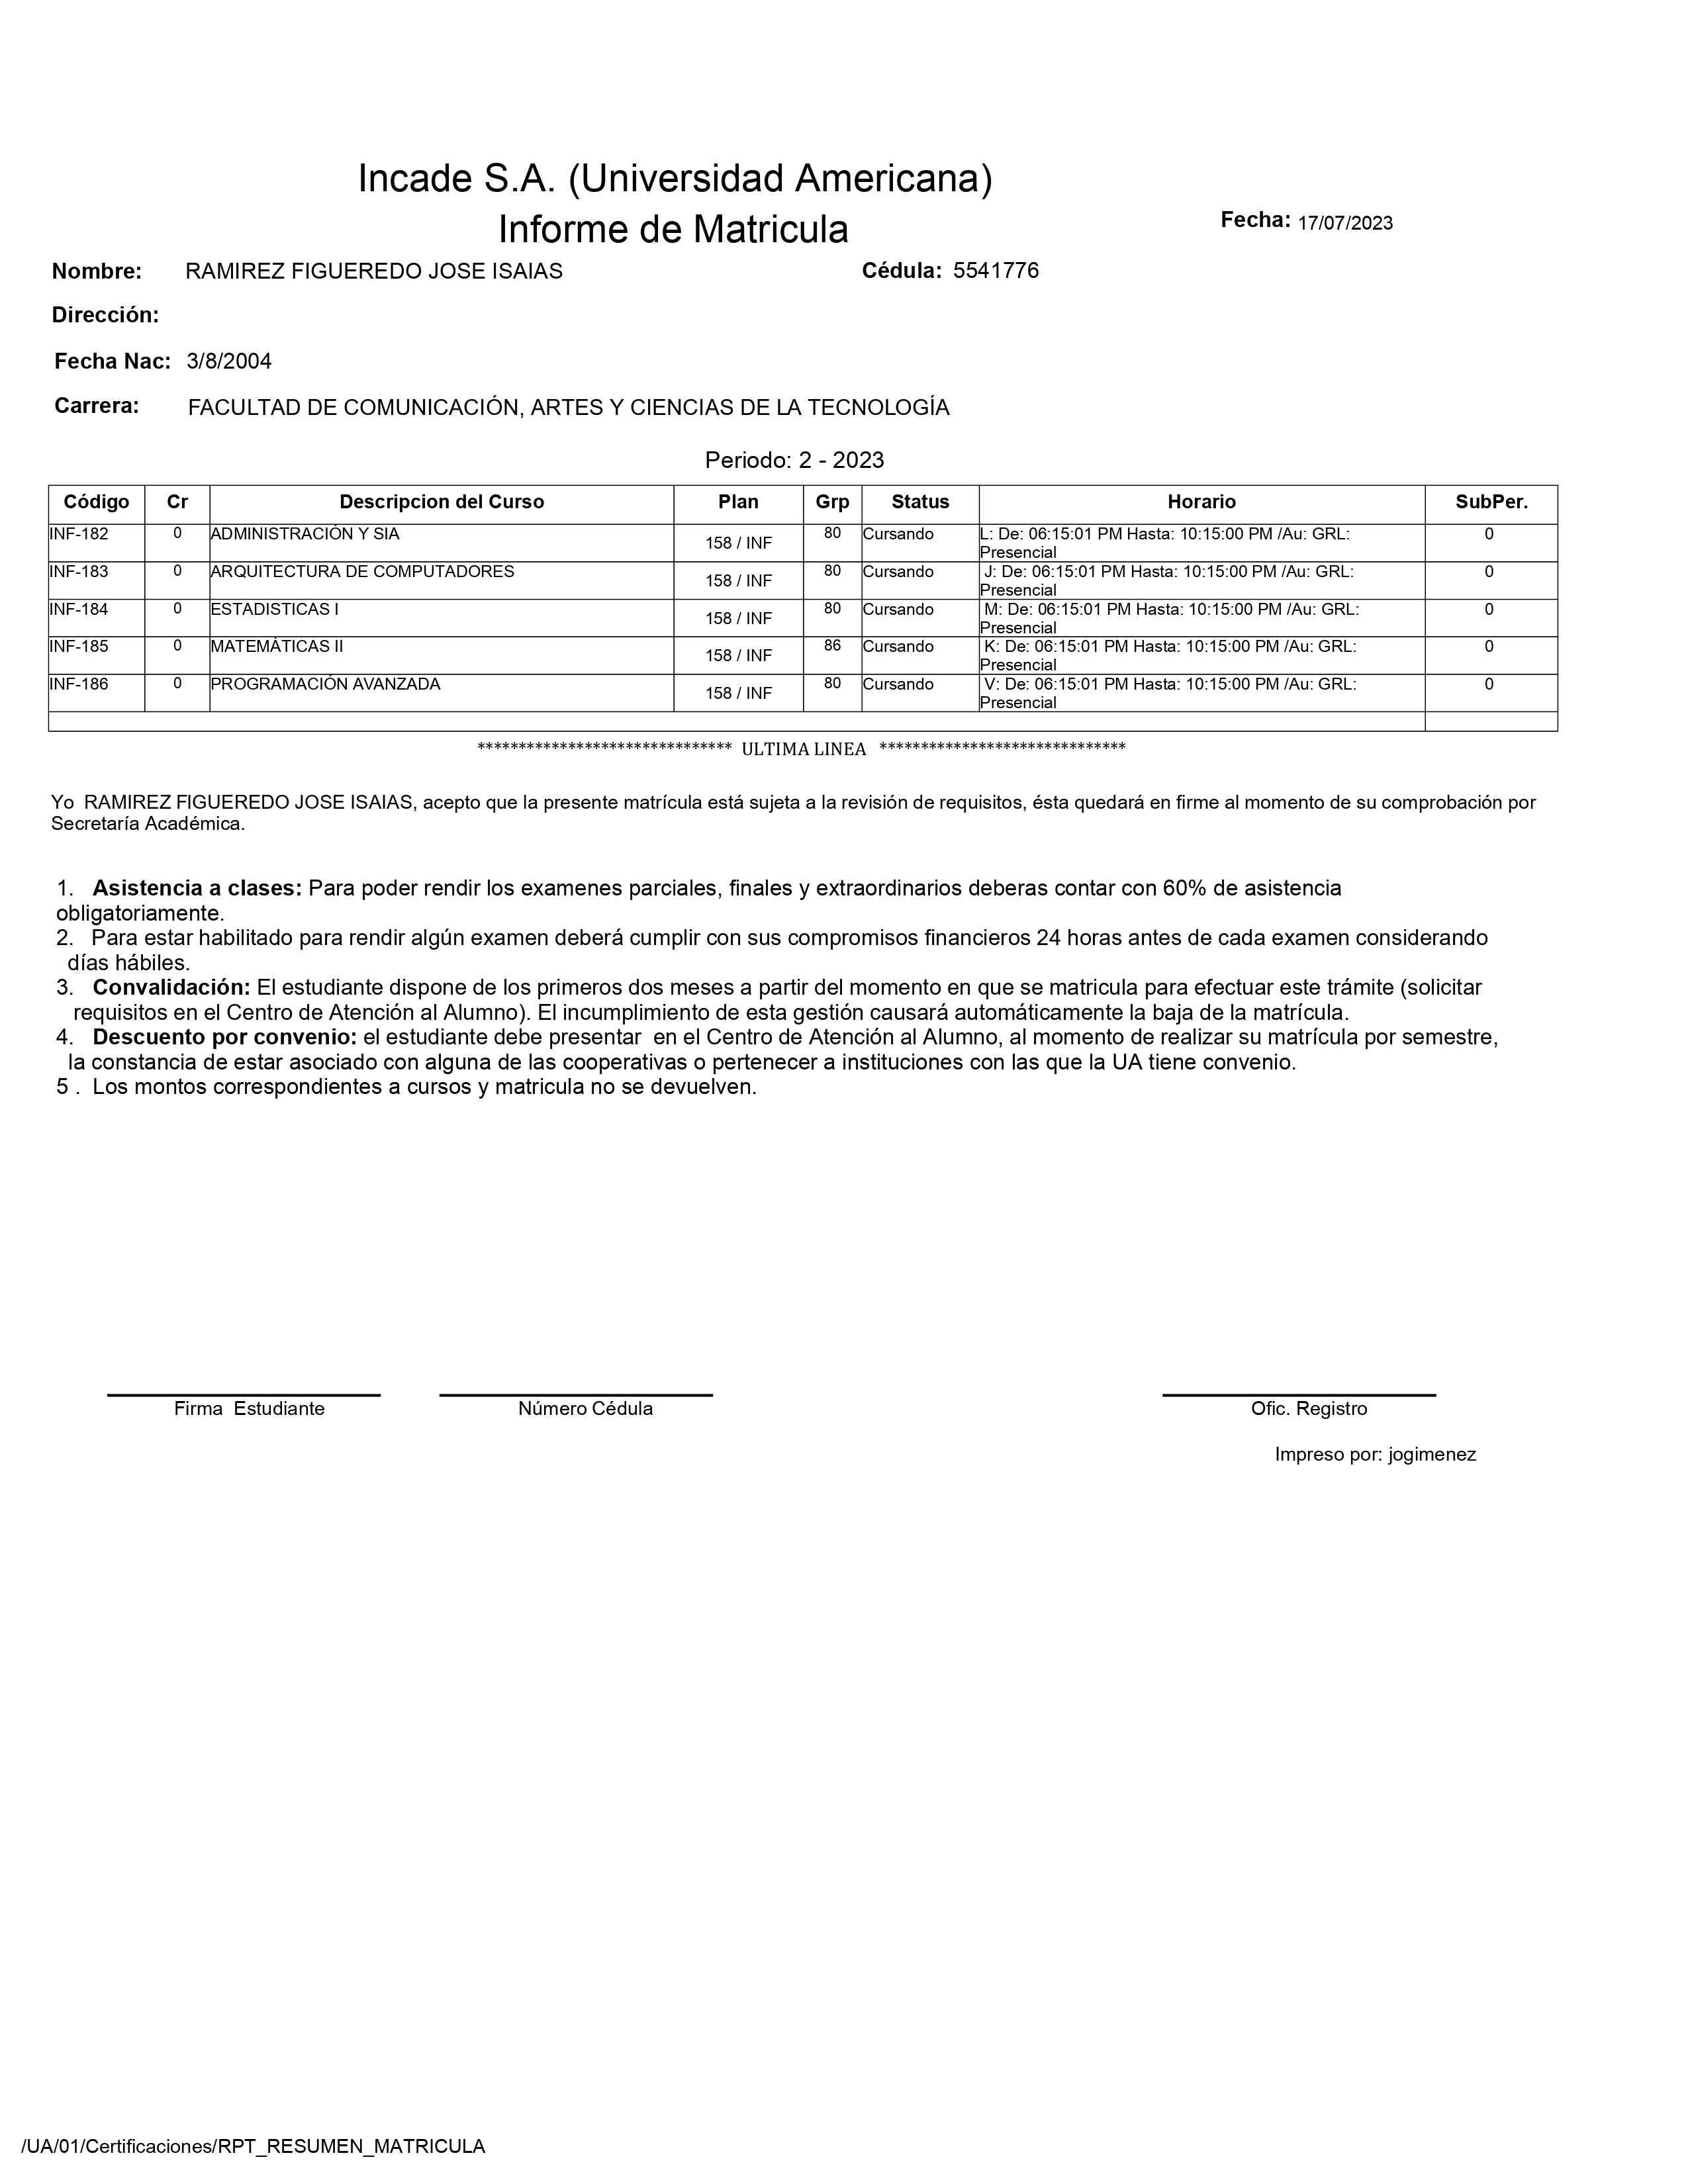 Incade S.A. (Universidad Americana)
Informe de Matricula
Fecha: 17/07/2023
Nombre: RAMIREZ FIGUEREDO JOSE ISAIAS Cédula: 5541776
Dirección:
Fecha Nac: 3/8/2004
Carrera: FACULTAD DE COMUNICACIÓN, ARTES Y CIENCIAS DE LA TECNOLOGÍA
Periodo: 2 - 2023
Código Cr Descripcion del Curso Plan Grp Status Horario SubPer.
INF-182 0 ADMINISTRACIÓN Y SIA 158 / INF 80 Cursando L: De: 06:15:01 PM Hasta: 10:15:00 PM /Au: GRL: 0
Presencial
INF-183 0 ARQUITECTURA DE COMPUTADORES 158 / INF 80 Cursando J: De: 06:15:01 PM Hasta: 10:15:00 PM /Au: GRL: 0
Presencial
INF-184 0 ESTADISTICAS I 158 / INF 80 Cursando M: De: 06:15:01 PM Hasta: 10:15:00 PM /Au: GRL: 0
Presencial
INF-185 0 MATEMÁTICAS II 158 / INF 86 Cursando K: De: 06:15:01 PM Hasta: 10:15:00 PM /Au: GRL: 0
Presencial
INF-186 0 PROGRAMACIÓN AVANZADA 158 / INF 80 Cursando V: De: 06:15:01 PM Hasta: 10:15:00 PM /Au: GRL: 0
Presencial
******************************* ULTIMA LINEA ******************************
Yo RAMIREZ FIGUEREDO JOSE ISAIAS, acepto que la presente matrícula está sujeta a la revisión de requisitos, ésta quedará en firme al momento de su comprobación por
Secretaría Académica.
1. Asistencia a clases: Para poder rendir los examenes parciales, finales y extraordinarios deberas contar con 60% de asistencia
obligatoriamente.
2. Para estar habilitado para rendir algún examen deberá cumplir con sus compromisos financieros 24 horas antes de cada examen considerando
días hábiles.
3. Convalidación: El estudiante dispone de los primeros dos meses a partir del momento en que se matricula para efectuar este trámite (solicitar
requisitos en el Centro de Atención al Alumno). El incumplimiento de esta gestión causará automáticamente la baja de la matrícula.
4. Descuento por convenio: el estudiante debe presentar en el Centro de Atención al Alumno, al momento de realizar su matrícula por semestre,
la constancia de estar asociado con alguna de las cooperativas o pertenecer a instituciones con las que la UA tiene convenio.
5 . Los montos correspondientes a cursos y matricula no se devuelven.
Firma Estudiante Número Cédula Ofic. Registro
Impreso por: jogimenez
/UA/01/Certificaciones/RPT_RESUMEN_MATRICULA